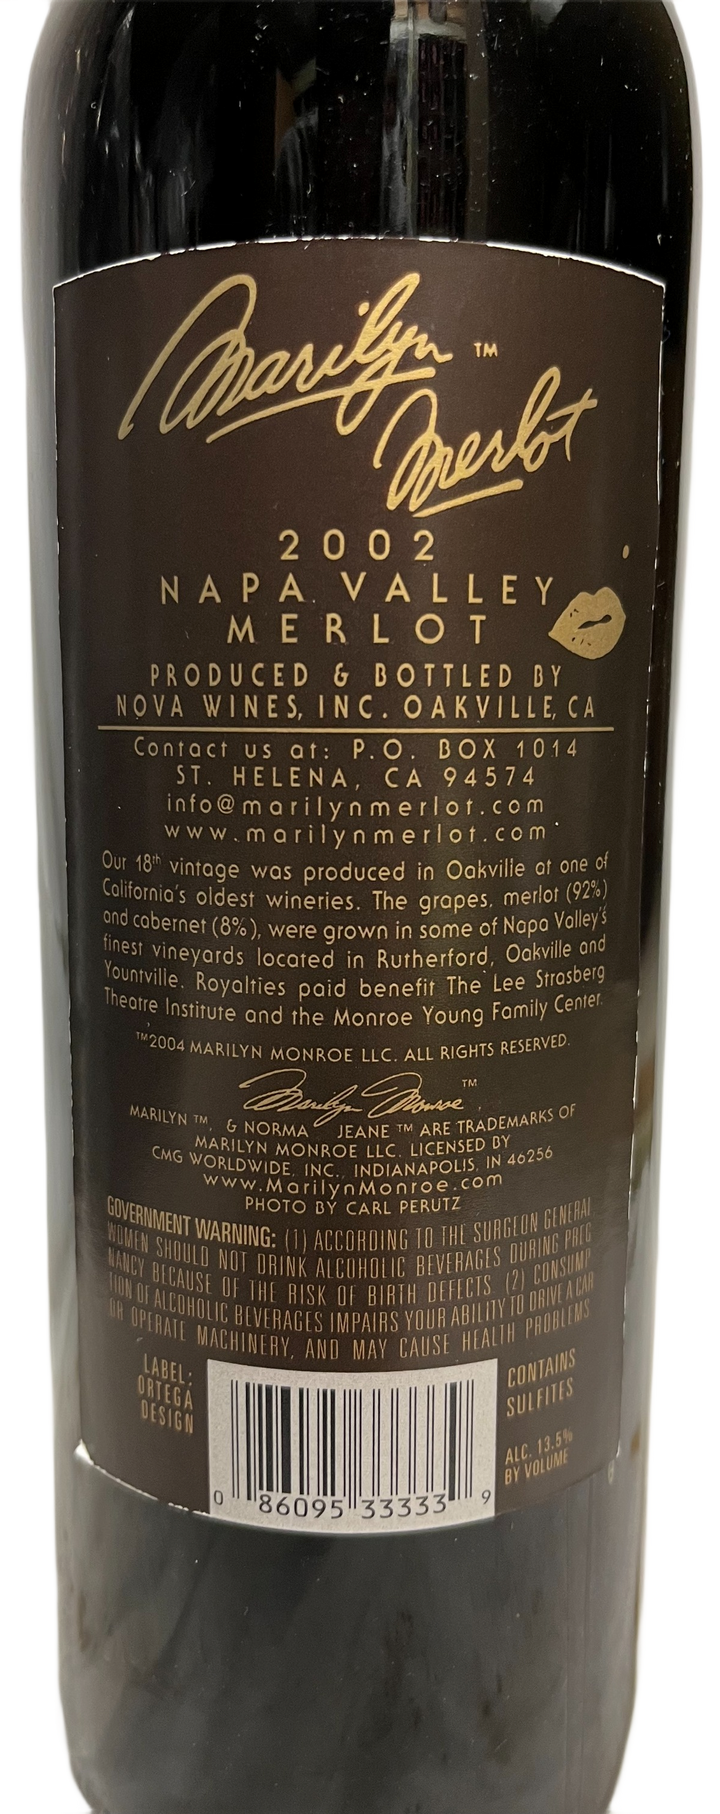 Marilyn ™
Merlot
2002
NAPA VALLEY
MERLOT
PRODUCED & BOTTLED BY
NOVA WINES, INC. OAKVILLE, CA
Contact us at: P.O. BOX 1014
ST. HELENA, CA 94574
info@marilynmerlot.com
www.marilynmerlot.com
Our 18th vintage was produced in Oakville at one of
California's oldest wineries. The grapes, merlot (92%)
and cabernet (8%), were grown in some of Napa Valley's
finest vineyards located in Rutherford, Oakville and
Yountville. Royalties paid benefit The Lee Strasberg
Theatre Institute and the Monroe Young Family Center.
™2004 MARILYN MONROE LLC. ALL RIGHTS RESERVED.
Marilyn Monroe ™
MARILYN ™, & NORMA JEANE ™ ARE TRADEMARKS OF
MARILYN MONROE LLC. LICENSED BY
CMG WORLDWIDE, INC., INDIANAPOLIS, IN 46256
www.MarilynMonroe.com
PHOTO BY CARL PERUTZ
GOVERNMENT WARNING: (1) ACCORDING TO THE SURGEON GENERAL
WOMEN SHOULD NOT DRINK ALCOHOLIC BEVERAGES DURING PREG
NANCY BECAUSE OF THE RISK OF BIRTH DEFECTS. (2) CONSUMP
TION OF ALCOHOLIC BEVERAGES IMPAIRS YOUR ABILITY TO DRIVE A CAR
OR OPERATE MACHINERY, AND MAY CAUSE HEALTH PROBLEMS
LABEL:
ORTEGA
DESIGN
CONTAINS
SULFITES
ALC. 13.5%
BY VOLUME
0 86095 33333 9